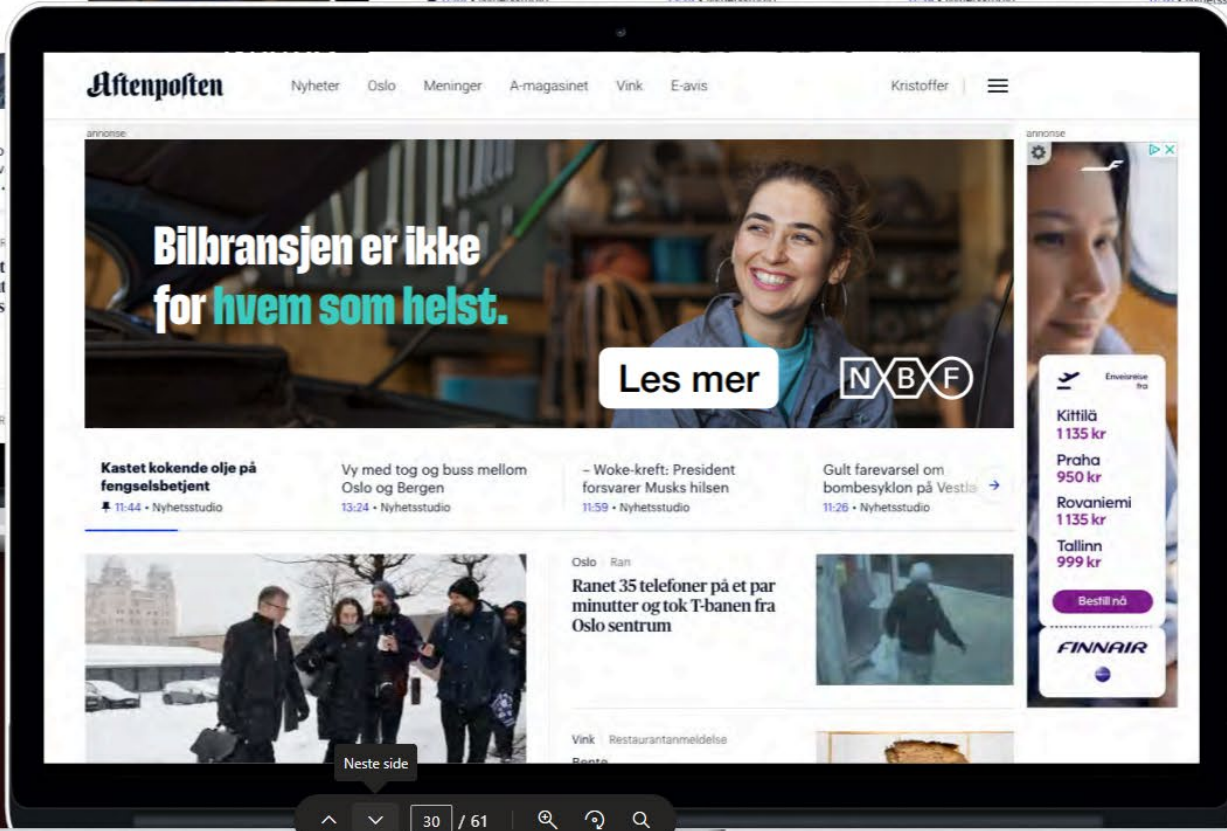 Aftenposten
Nyheter Oslo Meninger A-magasinet Vink E-avis Kristoffer
annonse
Bilbransjen er ikke
for hvem som helst.
Les mer
NBF
annonse
Enveisreise
fra
Kittilä
1 135 kr
Praha
950 kr
Rovaniemi
1 135 kr
Tallinn
999 kr
Bestill nå
FINNAIR
Kastet kokende olje på
fengselsbetjent
11:44 • Nyhetsstudio
Vy med tog og buss mellom
Oslo og Bergen
13:24 • Nyhetsstudio
– Woke-kreft: President
forsvarer Musks hilsen
11:59 • Nyhetsstudio
Gult farevarsel om
bombesyklon på Vestla
11:26 • Nyhetsstudio
Oslo Ran
Ranet 35 telefoner på et par
minutter og tok T-banen fra
Oslo sentrum
Vink Restaurantanmeldelse
Neste side
30 / 61